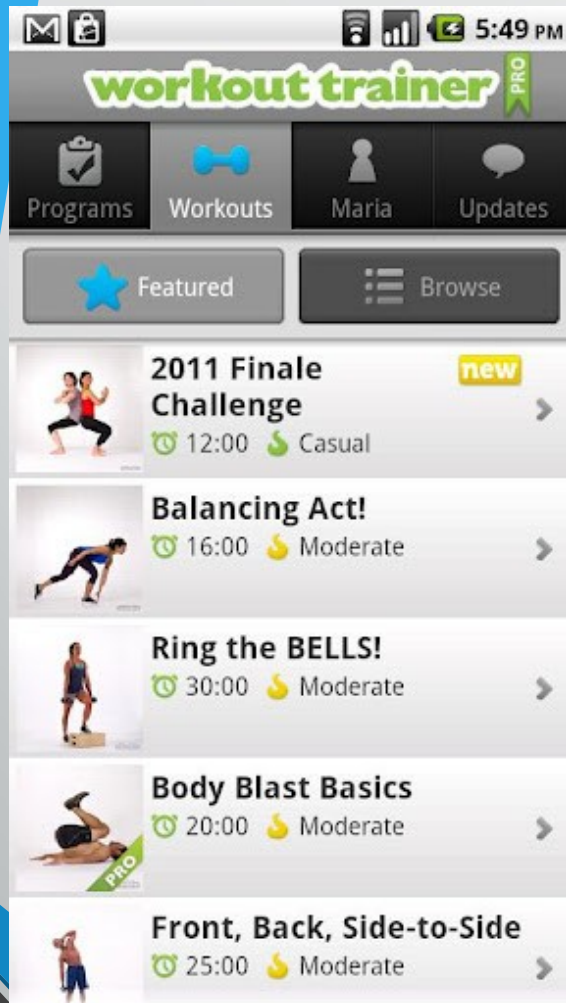 5:49 PM
workout trainer PRO
Programs Workouts Maria Updates
Featured Browse
2011 Finale new
Challenge
12:00 Casual
Balancing Act!
16:00 Moderate
Ring the BELLS!
30:00 Moderate
Body Blast Basics
20:00 Moderate
PRO
Front, Back, Side-to-Side
25:00 Moderate